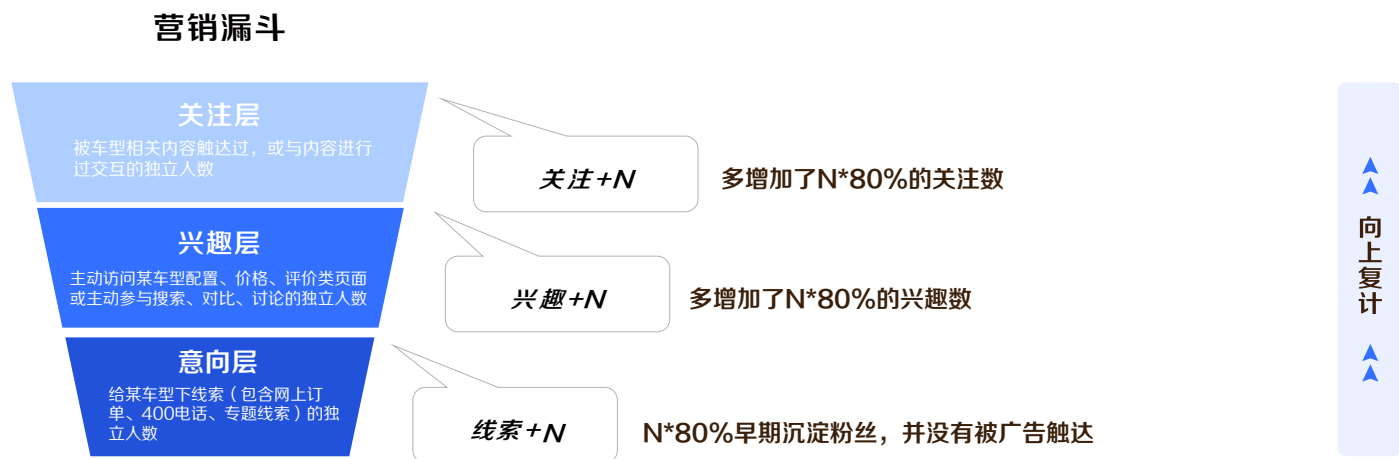 营销漏斗
关注层
被车型相关内容触达过，或与内容进行
过交互的独立人数
关注+N
多增加了N*80%的关注数
兴趣层
主动访问某车型配置、价格、评价类页面
或主动参与搜索、对比、讨论的独立人数
兴趣+N
多增加了N*80%的兴趣数
意向层
给某车型下线索（包含网上订
单、400电话、专题线索）的独
立人数
线索+N
N*80%早期沉淀粉丝，并没有被广告触达
向上复计